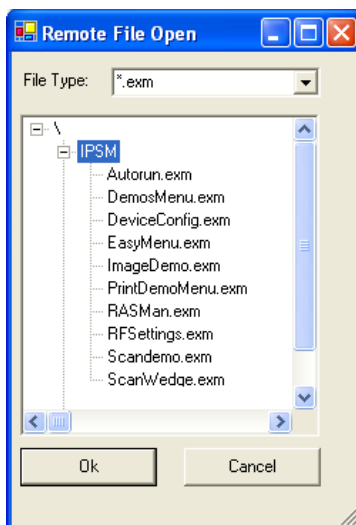 Remote File Open
File Type: *.exm
\
IPSM
Autorun.exm
DemosMenu.exm
DeviceConfig.exm
EasyMenu.exm
ImageDemo.exm
PrintDemoMenu.exm
RASMan.exm
RFSettings.exm
Scandemo.exm
ScanWedge.exm
Ok Cancel